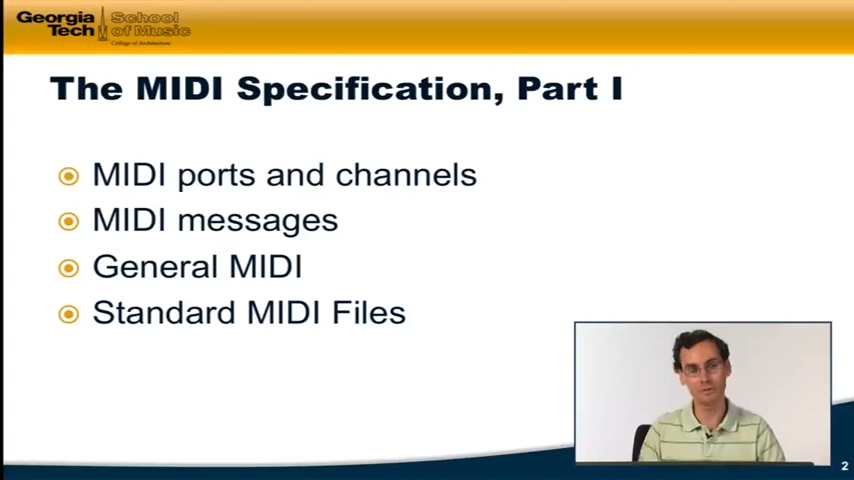 Georgia Tech
School of Music
College of Architecture
The MIDI Specification, Part I
MIDI ports and channels
MIDI messages
General MIDI
Standard MIDI Files
2